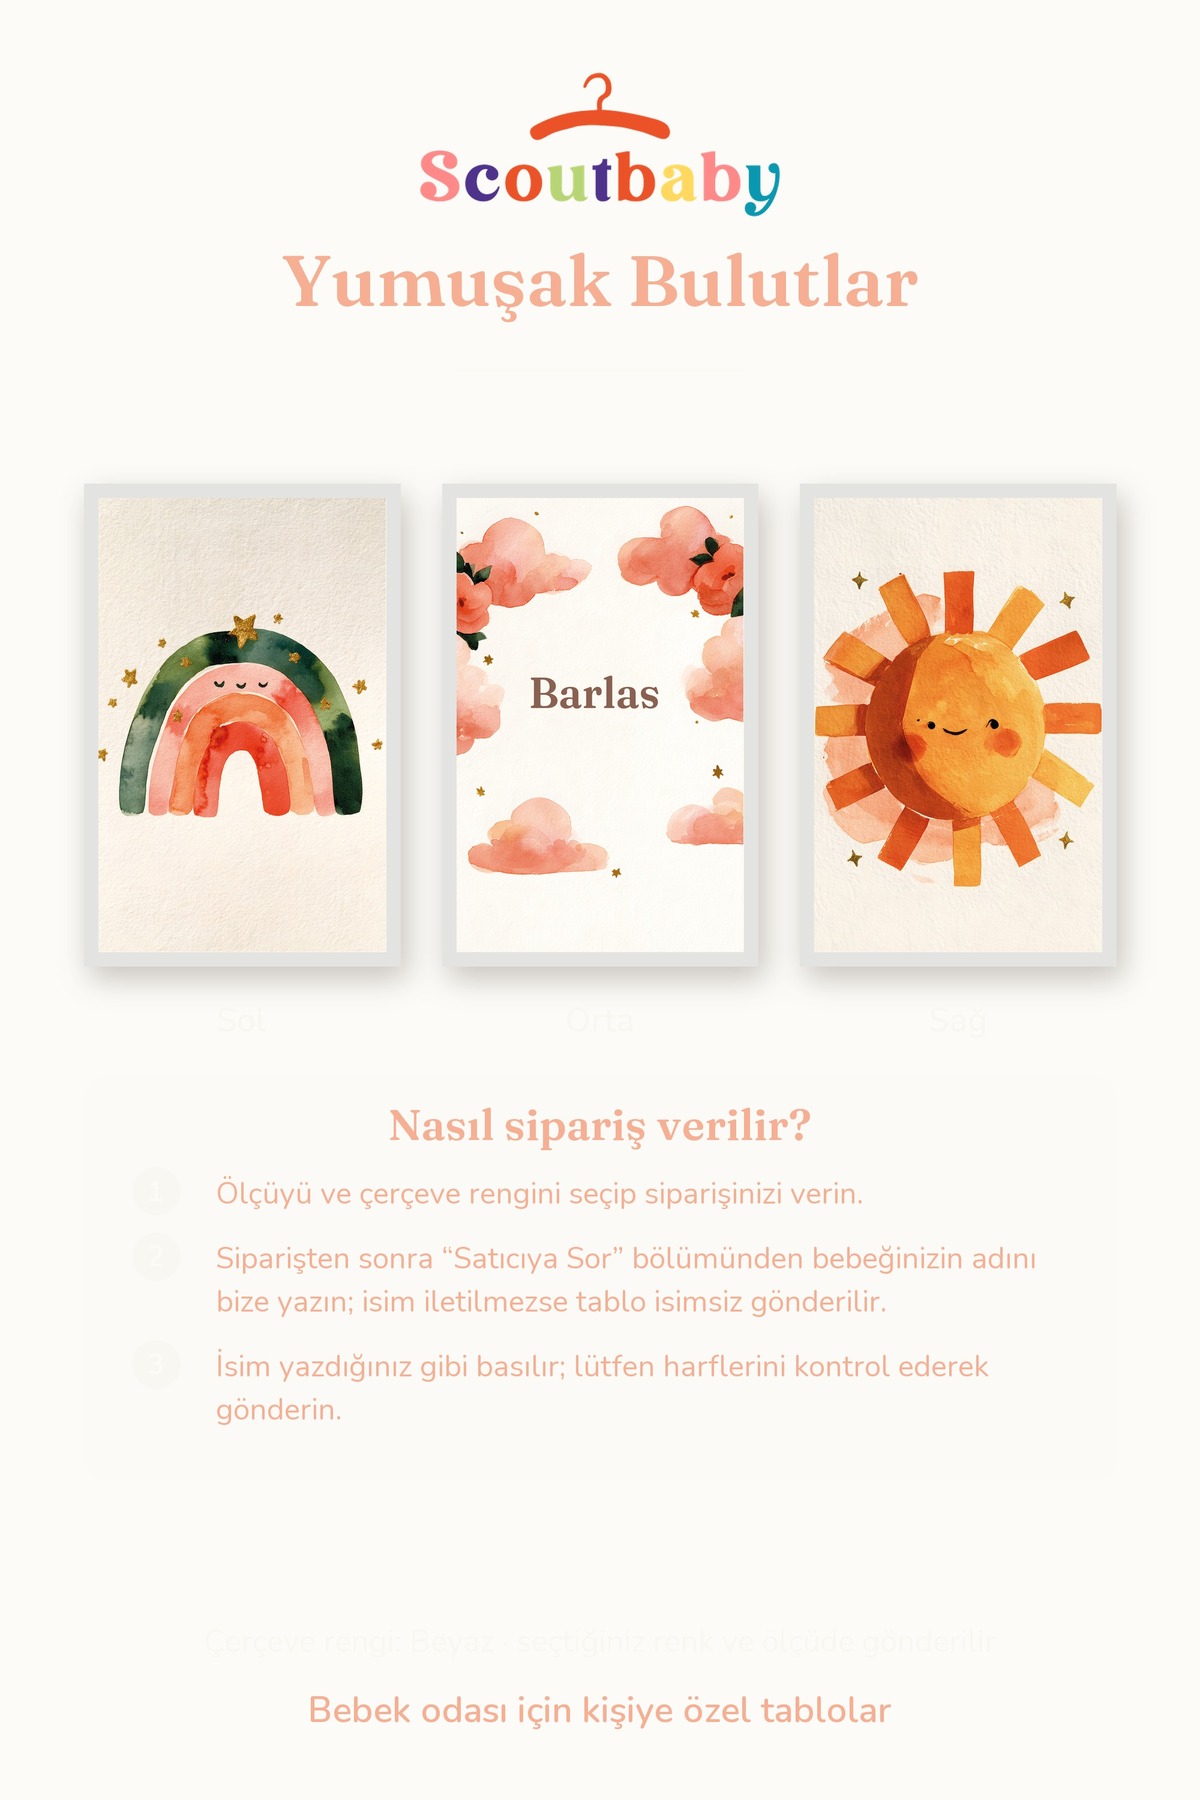 Scoutbaby
Yumuşak Bulutlar
Barlas
Sol
Orta
Sağ
Nasıl sipariş verilir?
1 Ölçüyü ve çerçeve rengini seçip siparişinizi verin.
2 Siparişten sonra “Satıcıya Sor” bölümünden bebeğinizin adını
bize yazın; isim iletilmezse tablo isimsiz gönderilir.
3 İsim yazdığınız gibi basılır; lütfen harflerini kontrol ederek
gönderin.
Çerçeve rengi: Beyaz · seçtiğiniz renk ve ölçüde gönderilir
Bebek odası için kişiye özel tablolar